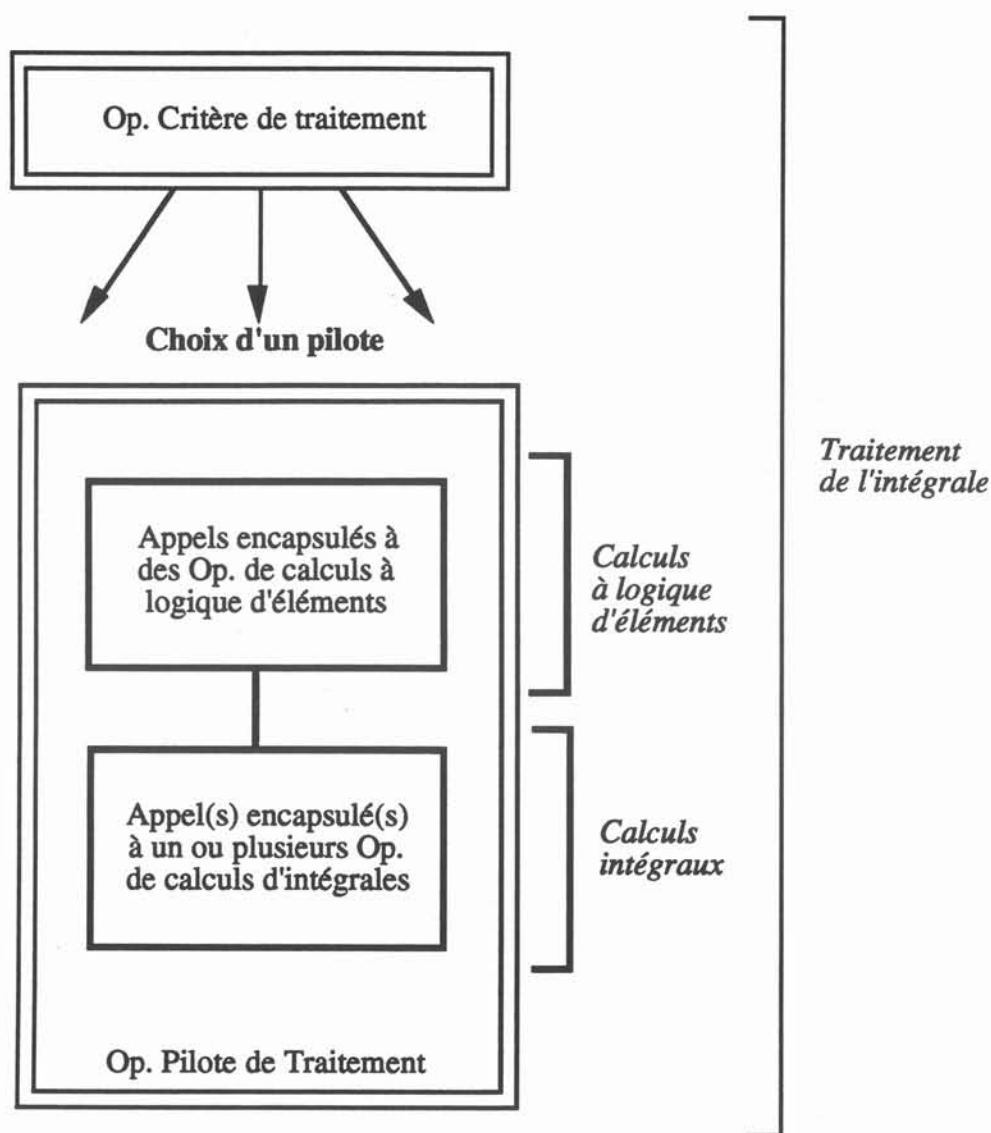 Op. Critère de traitement
Choix d'un pilote
Traitement
de l'intégrale
Appels encapsulés à
des Op. de calculs à
logique d'éléments
Calculs
à logique
d'éléments
Appel(s) encapsulé(s)
à un ou plusieurs Op.
de calculs d'intégrales
Calculs
intégraux
Op. Pilote de Traitement